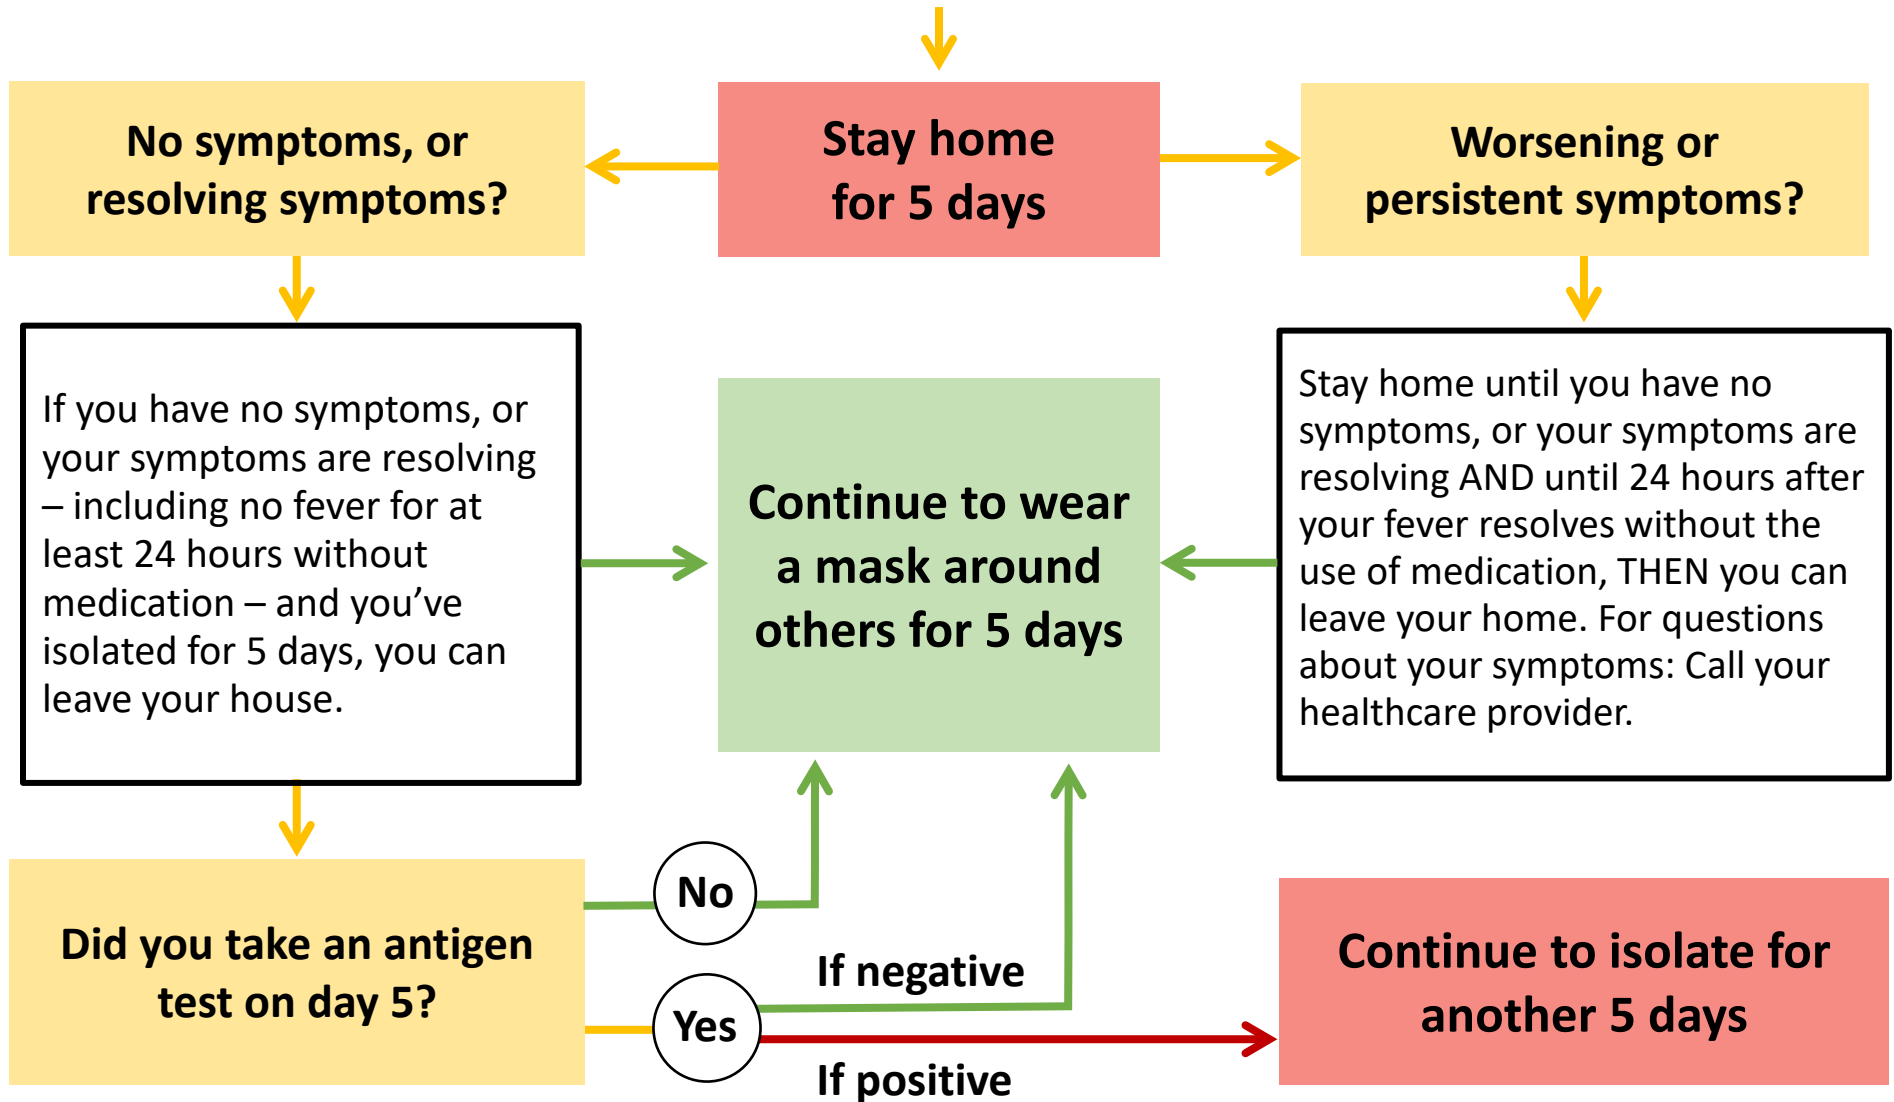 No symptoms, or
resolving symptoms?
Stay home
for 5 days
Worsening or
persistent symptoms?
If you have no symptoms, or
your symptoms are resolving
– including no fever for at
least 24 hours without
medication – and you’ve
isolated for 5 days, you can
leave your house.
Continue to wear
a mask around
others for 5 days
Stay home until you have no
symptoms, or your symptoms are
resolving AND until 24 hours after
your fever resolves without the
use of medication, THEN you can
leave your home. For questions
about your symptoms: Call your
healthcare provider.
Did you take an antigen
test on day 5?
No
Yes
If negative
If positive
Continue to isolate for
another 5 days